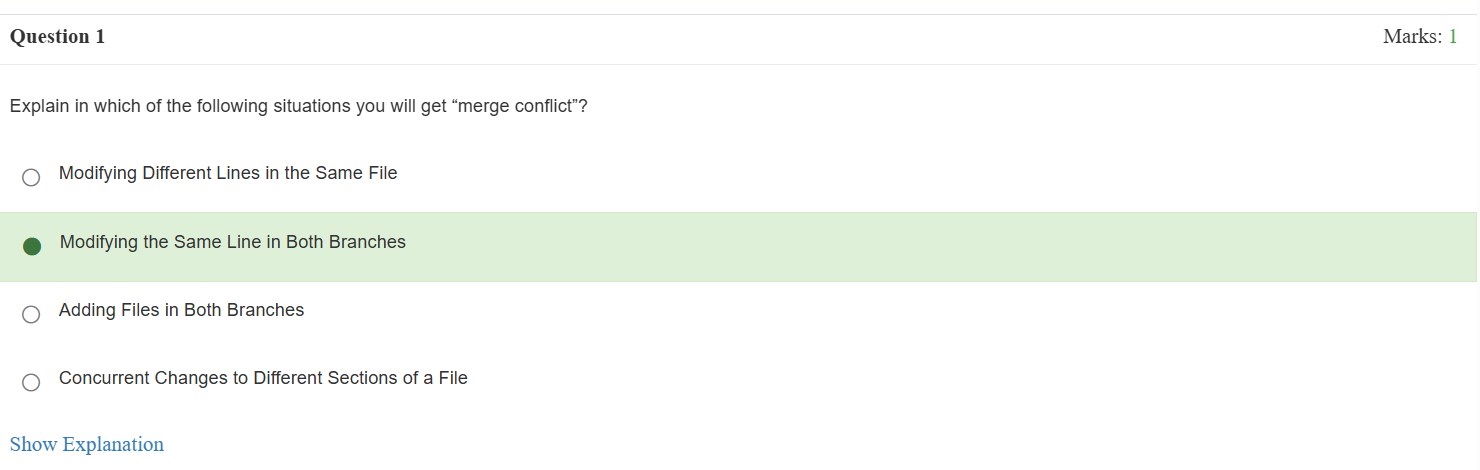 Question 1
Marks: 1
Explain in which of the following situations you will get “merge conflict”?
Modifying Different Lines in the Same File
Modifying the Same Line in Both Branches
Adding Files in Both Branches
Concurrent Changes to Different Sections of a File
Show Explanation